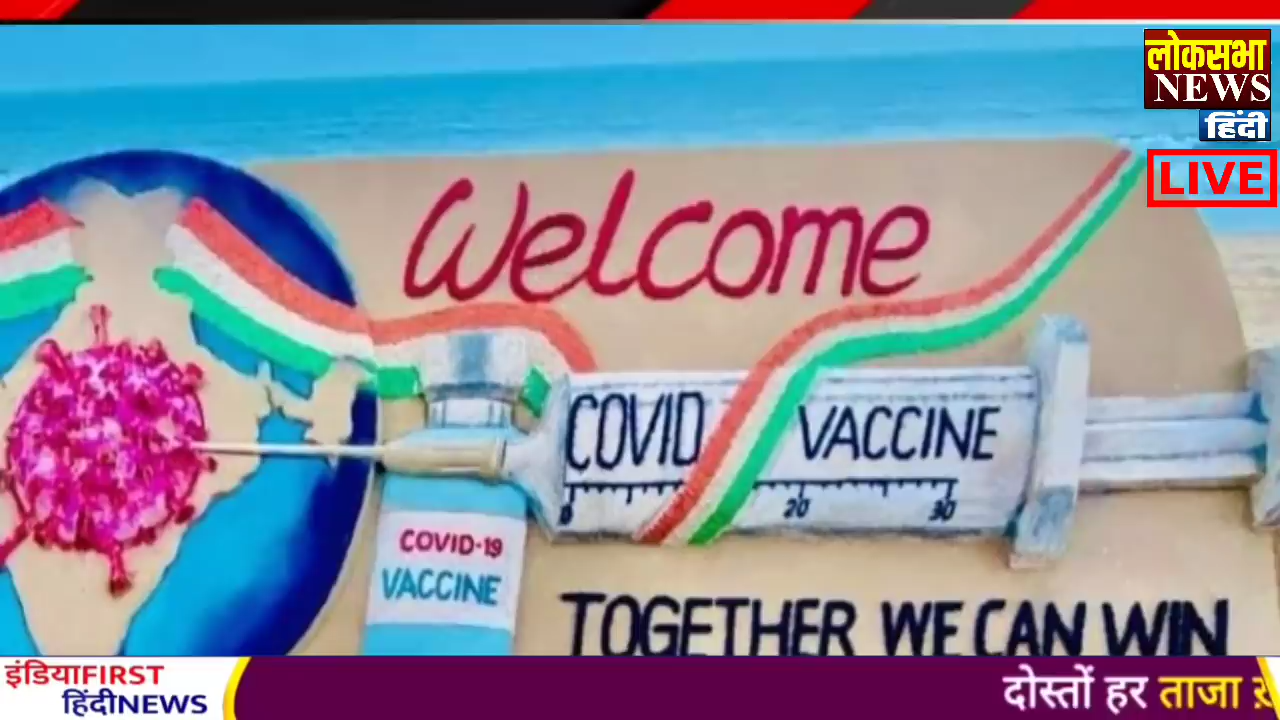 लोकसभा
NEWS
हिंदी
LIVE
Welcome
COVID VACCINE
0 20 30
COVID-19
VACCINE
TOGETHER WE CAN WIN
इंडियाFIRST
हिंदीNEWS
दोस्तों हर ताजा